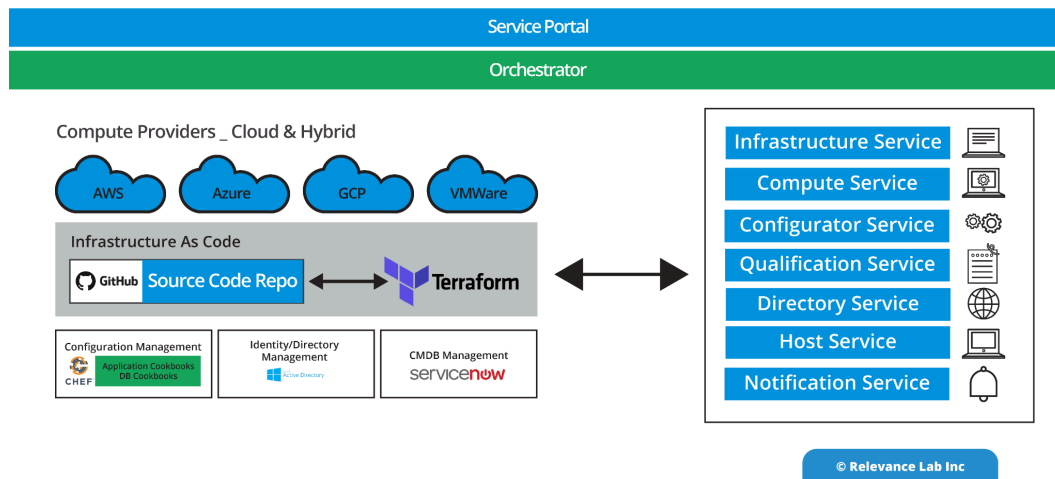 Service Portal
Orchestrator
Compute Providers _ Cloud & Hybrid
AWS
Azure
GCP
VMWare
Infrastructure As Code
GitHub
Source Code Repo
Terraform
Configuration Management
CHEF
Application Cookbooks
DB Cookbooks
Identity/Directory
Management
Active Directory
CMDB Management
servicenow
Infrastructure Service
Compute Service
Configurator Service
Qualification Service
Directory Service
Host Service
Notification Service
© Relevance Lab Inc